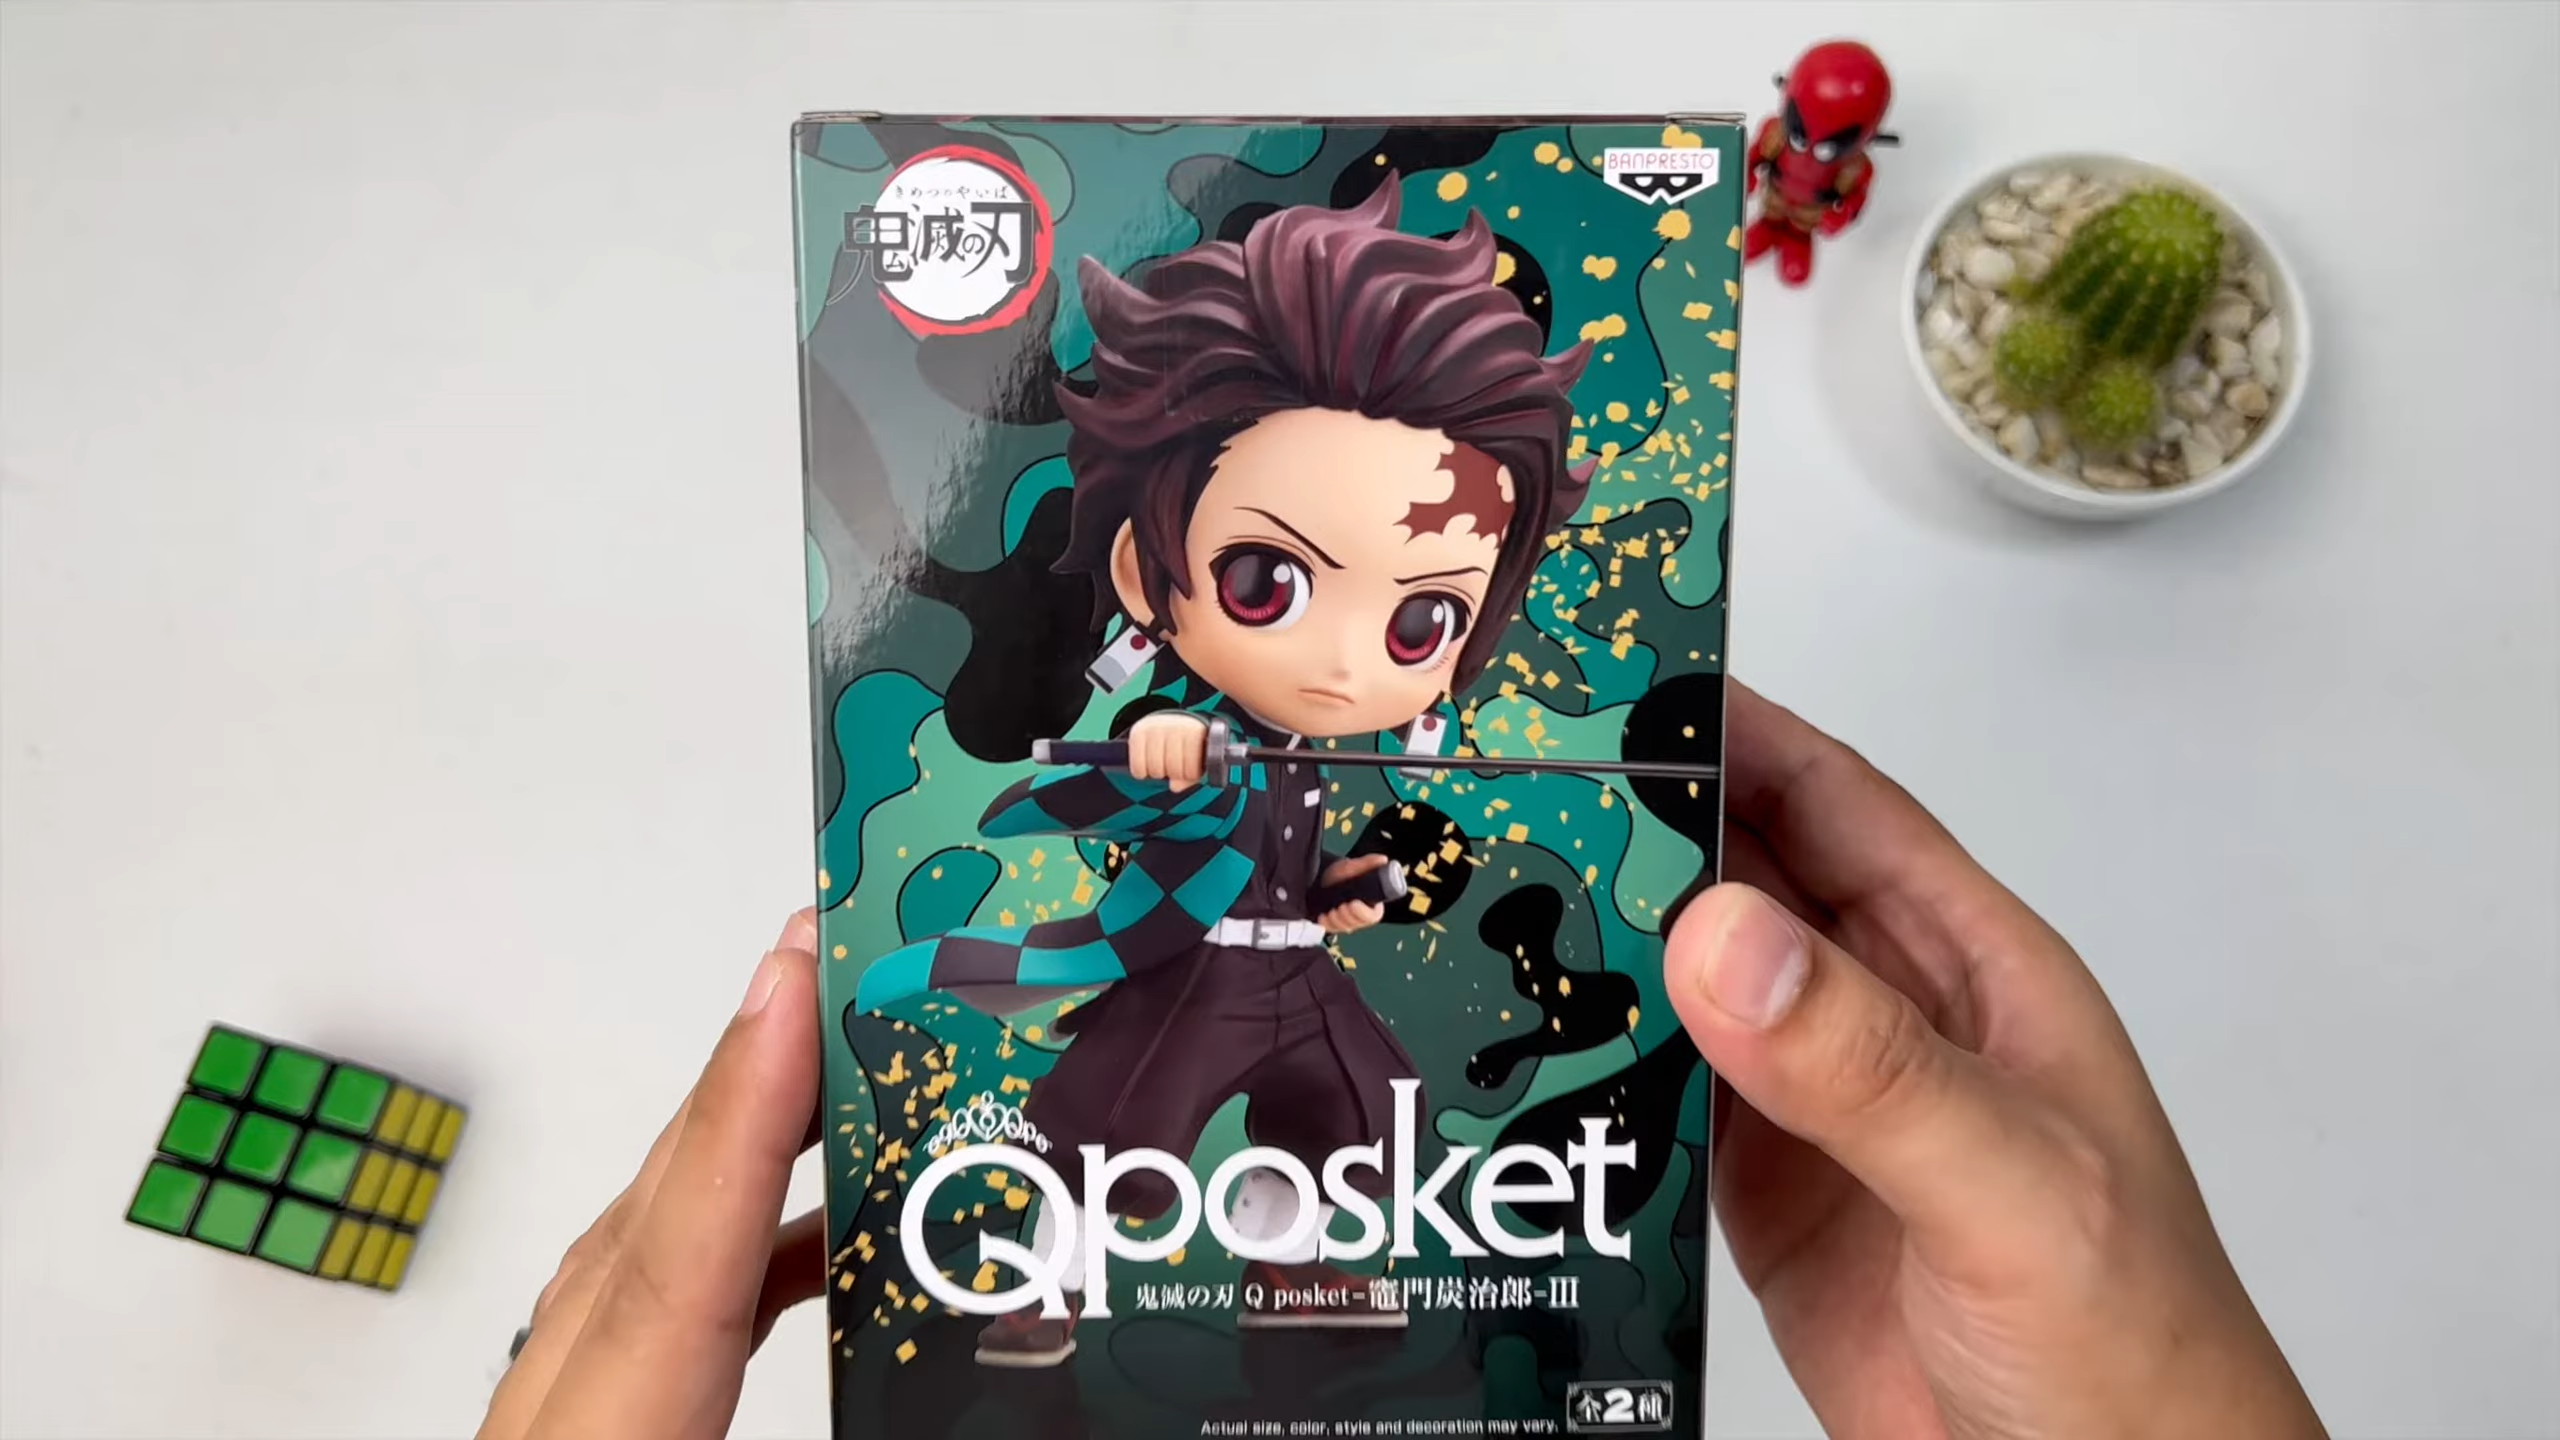 きめつのやいば
鬼滅の刃
BANPRESTO
Qposket
鬼滅の刃 Q posket-竈門炭治郎-III
全2種
Actual size, color, style and decoration may vary.